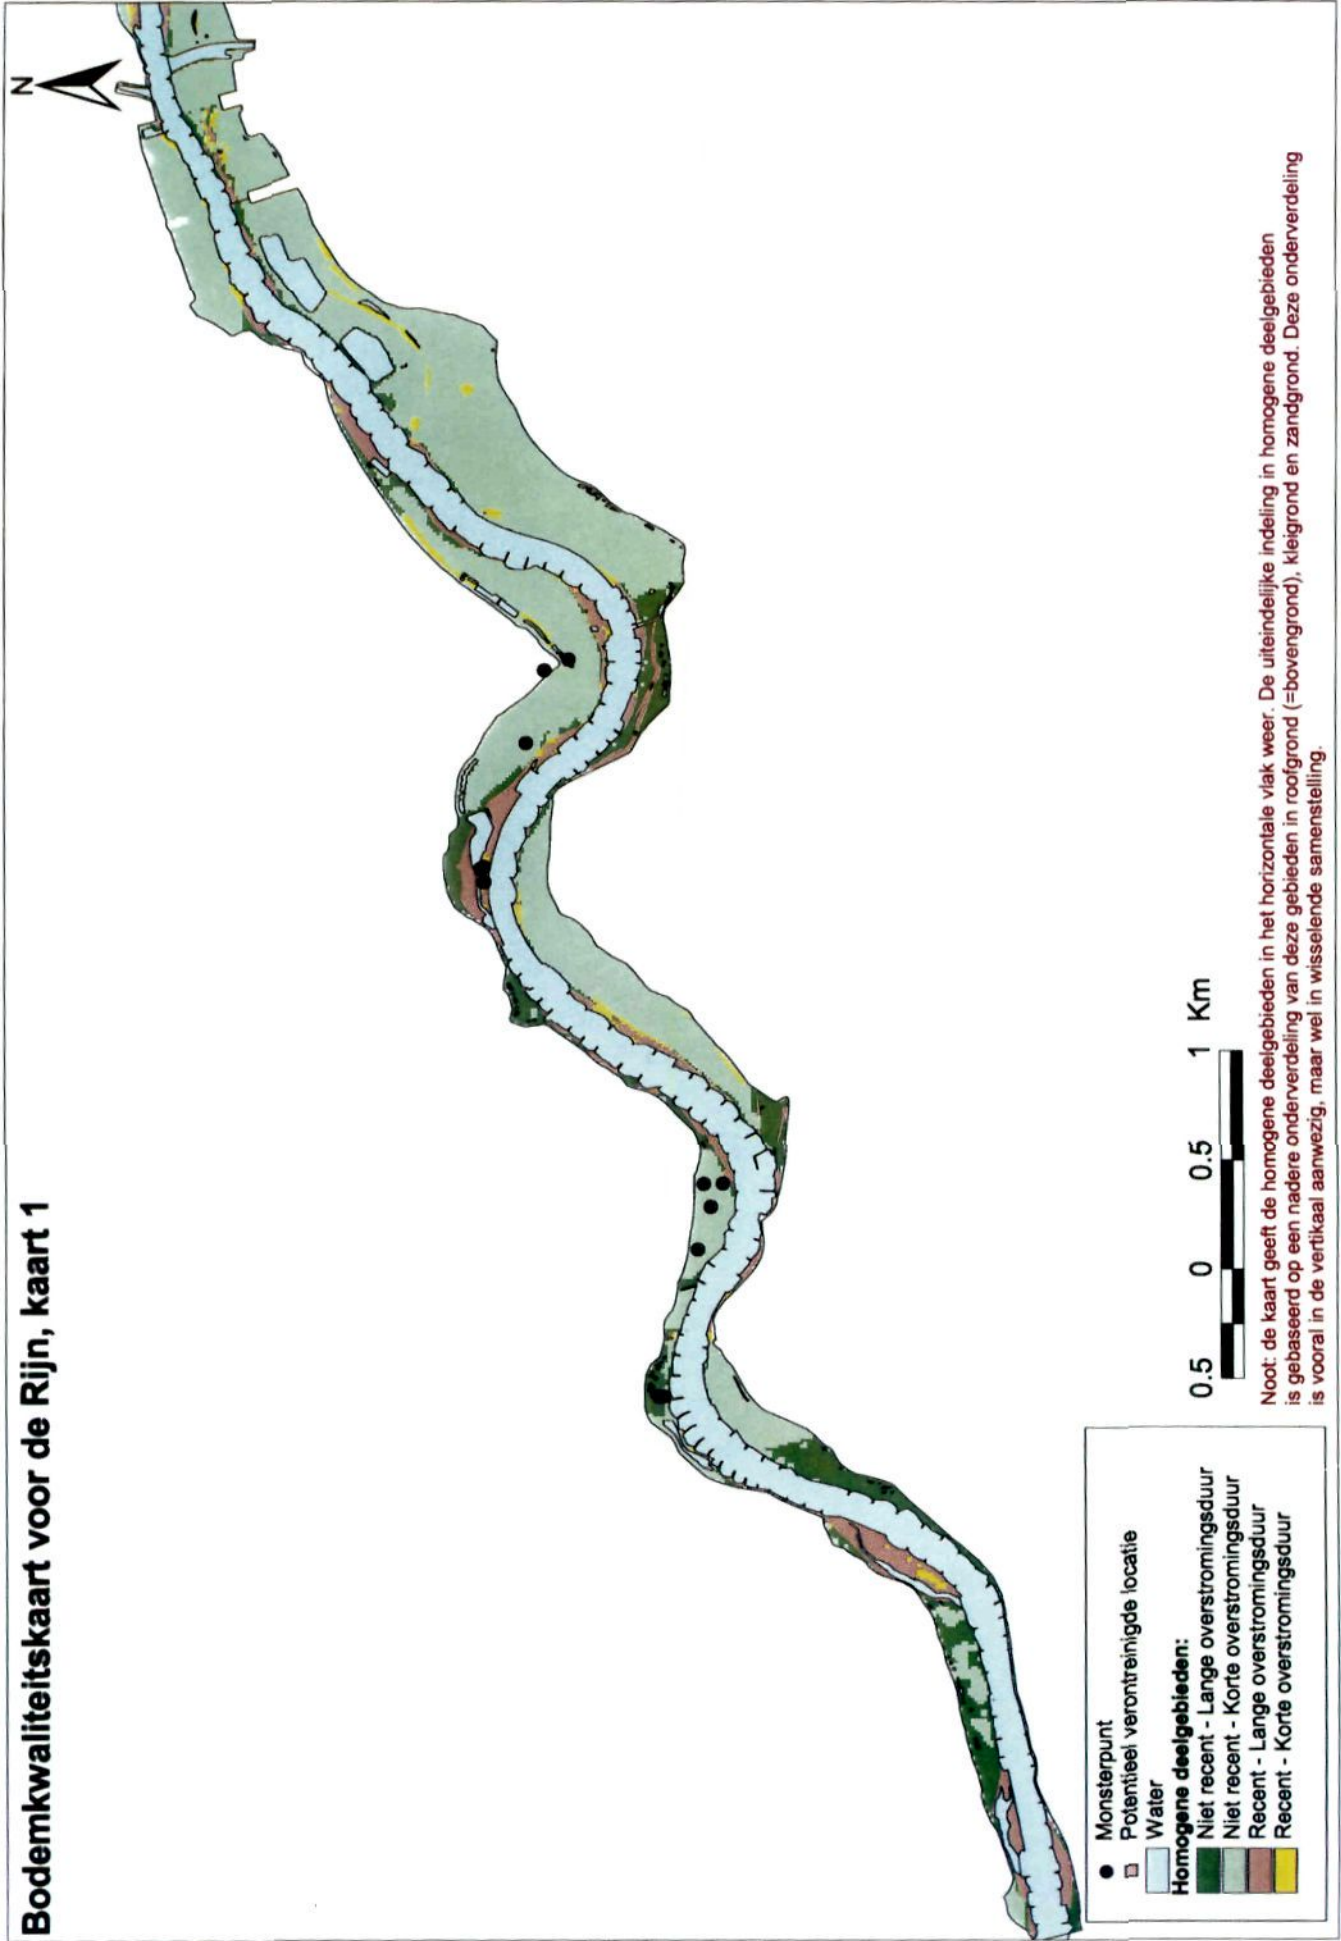 Bodemkwaliteitskaart voor de Rijn, kaart 1
N
Monsterpunt
Potentieel verontreinigde locatie
Water
Homogene deelgebieden:
Niet recent - Lange overstromingsduur
Niet recent - Korte overstromingsduur
Recent - Lange overstromingsduur
Recent - Korte overstromingsduur
0.5 0 0.5 1 Km
Noot: de kaart geeft de homogene deelgebieden in het horizontale vlak weer. De uiteindelijke indeling in homogene deelgebieden
is gebaseerd op een nadere onderverdeling van deze gebieden in roofgrond (=bovengrond), kleigrond en zandgrond. Deze onderverdeling
is vooral in de vertikaal aanwezig, maar wel in wisselende samenstelling.